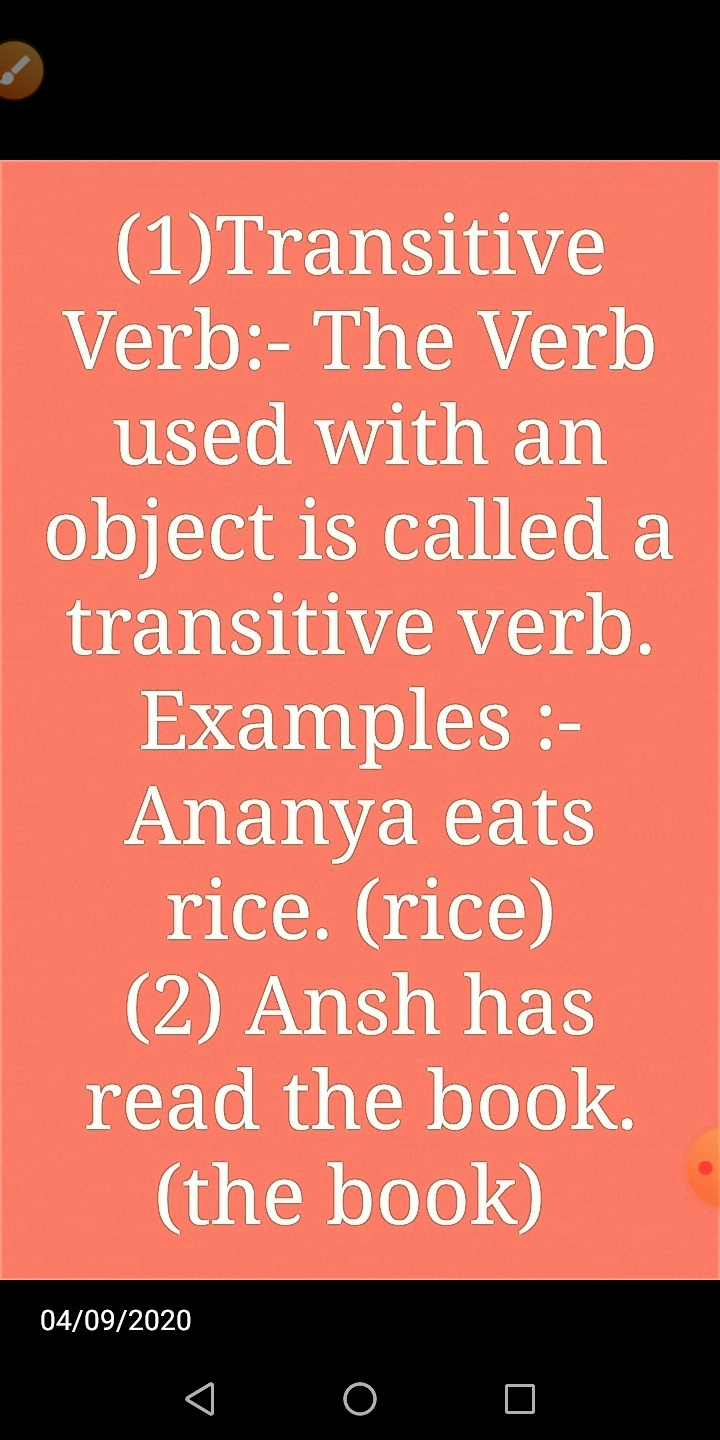 (1)Transitive
Verb:- The Verb
used with an
object is called a
transitive verb.
Examples :-
Ananya eats
rice. (rice)
(2) Ansh has
read the book.
(the book)
04/09/2020